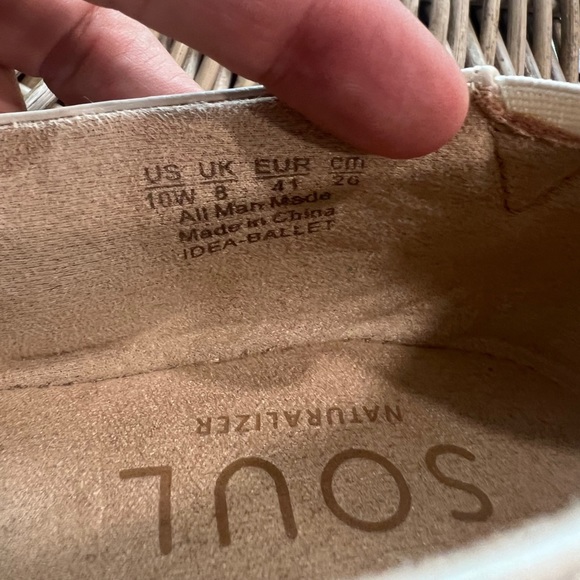 US UK EUR cm
10W 8 41 26
All Man Made
Made in China
IDEA-BALLET
SOUL
NATURALIZER